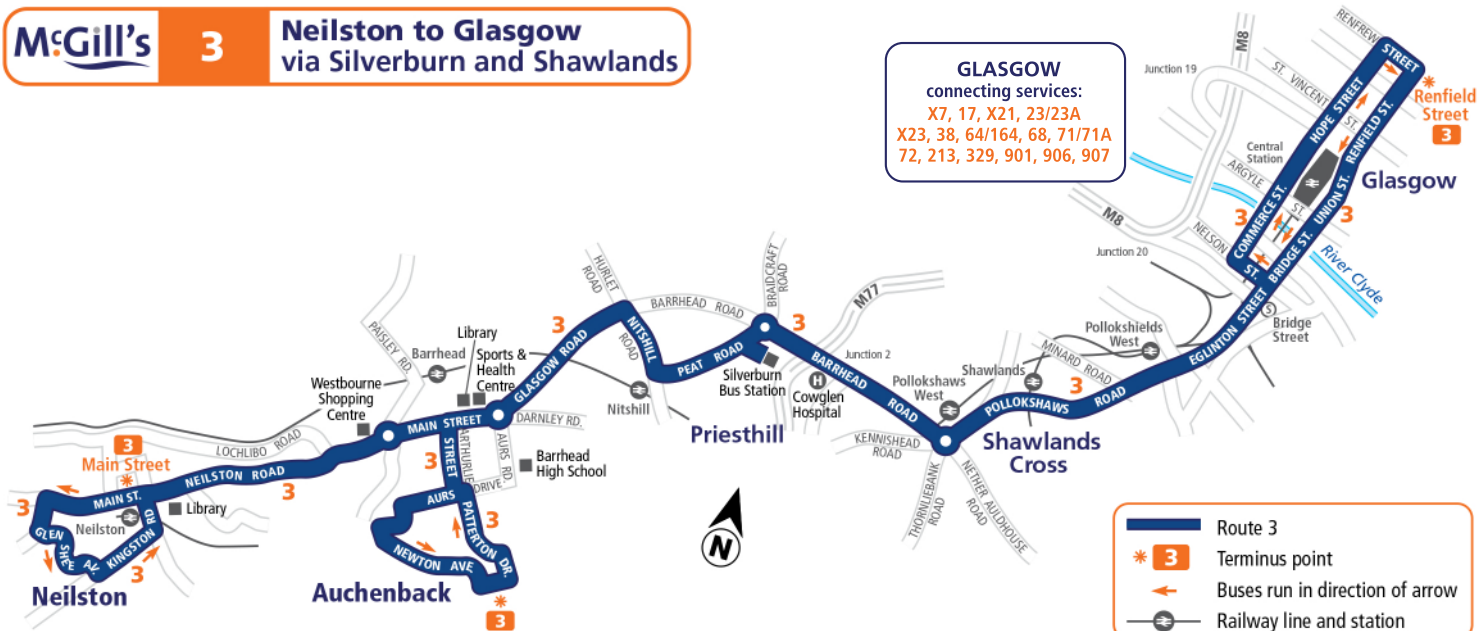 McGill's
3
Neilston to Glasgow
via Silverburn and Shawlands
GLASGOW
connecting services:
X7, 17, X21, 23/23A
X23, 38, 64/164, 68, 71/71A
72, 213, 329, 901, 906, 907
M8
Junction 19
RENFREW
STREET
ST. VINCENT
ST.
HOPE STREET
RENFIELD ST.
Renfield
Street
3
Central
Station
ARGYLE
ST.
Glasgow
UNION ST.
3
COMMERCE ST.
3
M8
NELSON
ST.
BRIDGE ST.
River Clyde
Junction 20
S
Bridge
Street
EGLINTON STREET
HURLET
ROAD
BARRHEAD ROAD
BRAIDCRAFT
ROAD
M77
3
Junction 2
PAISLEY RD.
Library
Barrhead
Sports &
Health
Centre
3
GLASGOW ROAD
NITSHILL
ROAD
PEAT ROAD
Silverburn
Bus Station
H
Cowglen
Hospital
BARRHEAD
ROAD
Pollokshields
West
Shawlands
MINARD ROAD
3
Pollokshaws
West
POLLOKSHAWS
ROAD
Nitshill
Priesthill
Westbourne
Shopping
Centre
MAIN STREET
DARNLEY RD.
KENNISHEAD
ROAD
Shawlands
Cross
THORNLIEBANK
ROAD
NETHER AULDHOUSE
ROAD
3
Main Street
LOCHLIBO ROAD
NEILSTON ROAD
3
3
ARTHURLIE
STREET
AURS RD.
Barrhead
High School
AURS
DRIVE
3
MAIN ST.
Library
Neilston
KINGSTON RD
3
GLEN
SHEE
AV.
3
Neilston
PATTERTON
DR.
3
NEWTON AVE
Auchenback
3
N
Route 3
3
Terminus point
Buses run in direction of arrow
Railway line and station